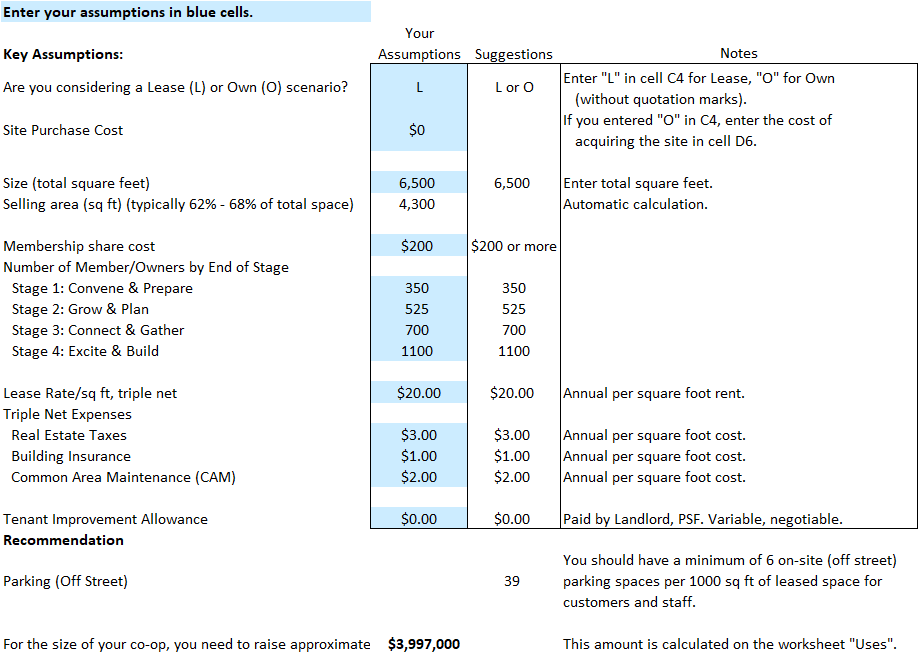 Enter your assumptions in blue cells.
Your
Key Assumptions: Assumptions Suggestions Notes
Are you considering a Lease (L) or Own (O) scenario? L L or O Enter "L" in cell C4 for Lease, "O" for Own
(without quotation marks).
Site Purchase Cost $0 If you entered "O" in C4, enter the cost of
acquiring the site in cell D6.
Size (total square feet) 6,500 6,500 Enter total square feet.
Selling area (sq ft) (typically 62% - 68% of total space) 4,300 Automatic calculation.
Membership share cost $200 $200 or more
Number of Member/Owners by End of Stage
Stage 1: Convene & Prepare 350 350
Stage 2: Grow & Plan 525 525
Stage 3: Connect & Gather 700 700
Stage 4: Excite & Build 1100 1100
Lease Rate/sq ft, triple net $20.00 $20.00 Annual per square foot rent.
Triple Net Expenses
Real Estate Taxes $3.00 $3.00 Annual per square foot cost.
Building Insurance $1.00 $1.00 Annual per square foot cost.
Common Area Maintenance (CAM) $2.00 $2.00 Annual per square foot cost.
Tenant Improvement Allowance $0.00 $0.00 Paid by Landlord, PSF. Variable, negotiable.
Recommendation
You should have a minimum of 6 on-site (off street)
Parking (Off Street) 39 parking spaces per 1000 sq ft of leased space for
customers and staff.
For the size of your co-op, you need to raise approximate $3,997,000 This amount is calculated on the worksheet "Uses".